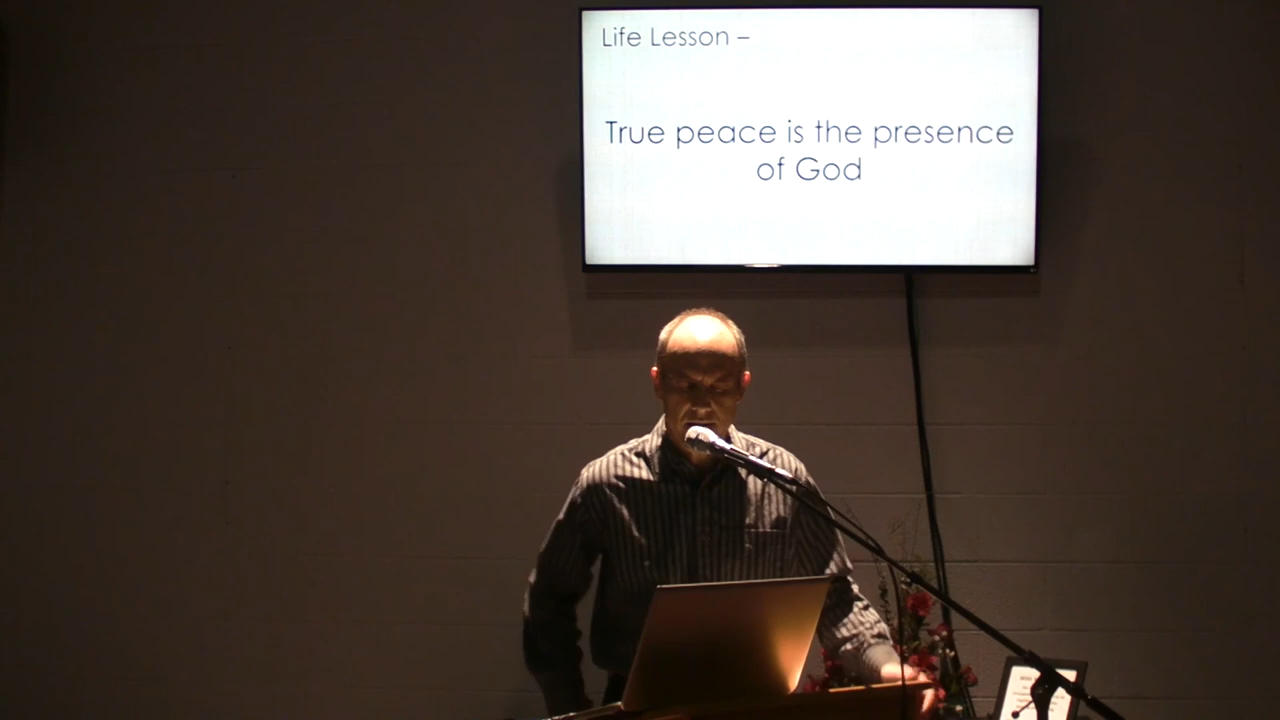 Life Lesson –
True peace is the presence
of God